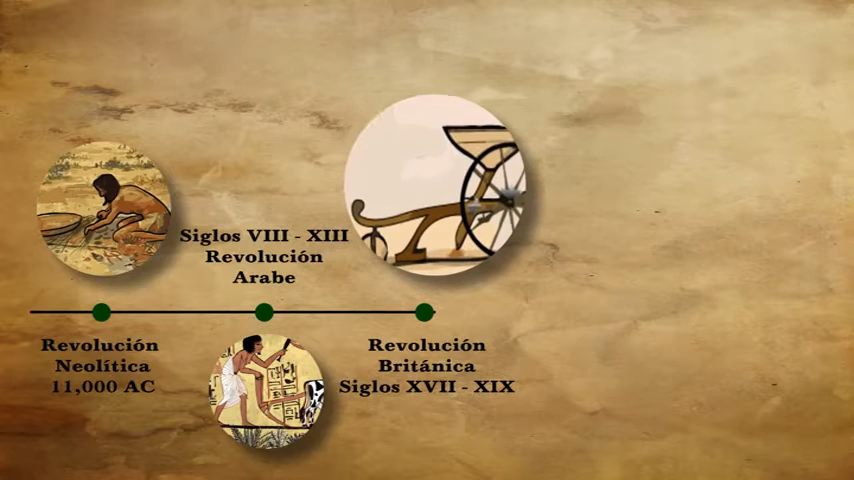 Revolución
Neolítica
11,000 AC
Siglos VIII - XIII
Revolución
Arabe
Revolución
Británica
Siglos XVII - XIX